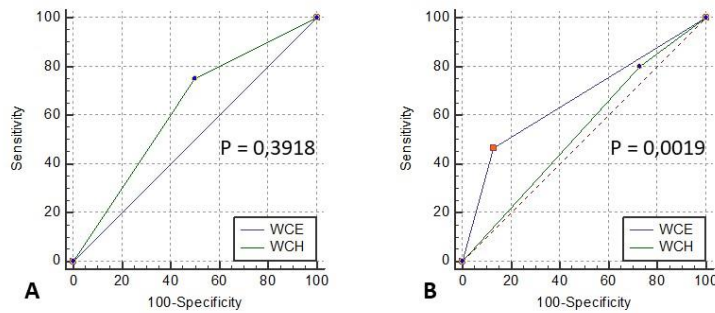 100
80
60
40
20
0
Sensitivity
P = 0,3918
WCE
WCH
0 20 40 60 80 100
100-Specificity
A
100
80
60
40
20
0
Sensitivity
P = 0,0019
WCE
WCH
0 20 40 60 80 100
100-Specificity
B